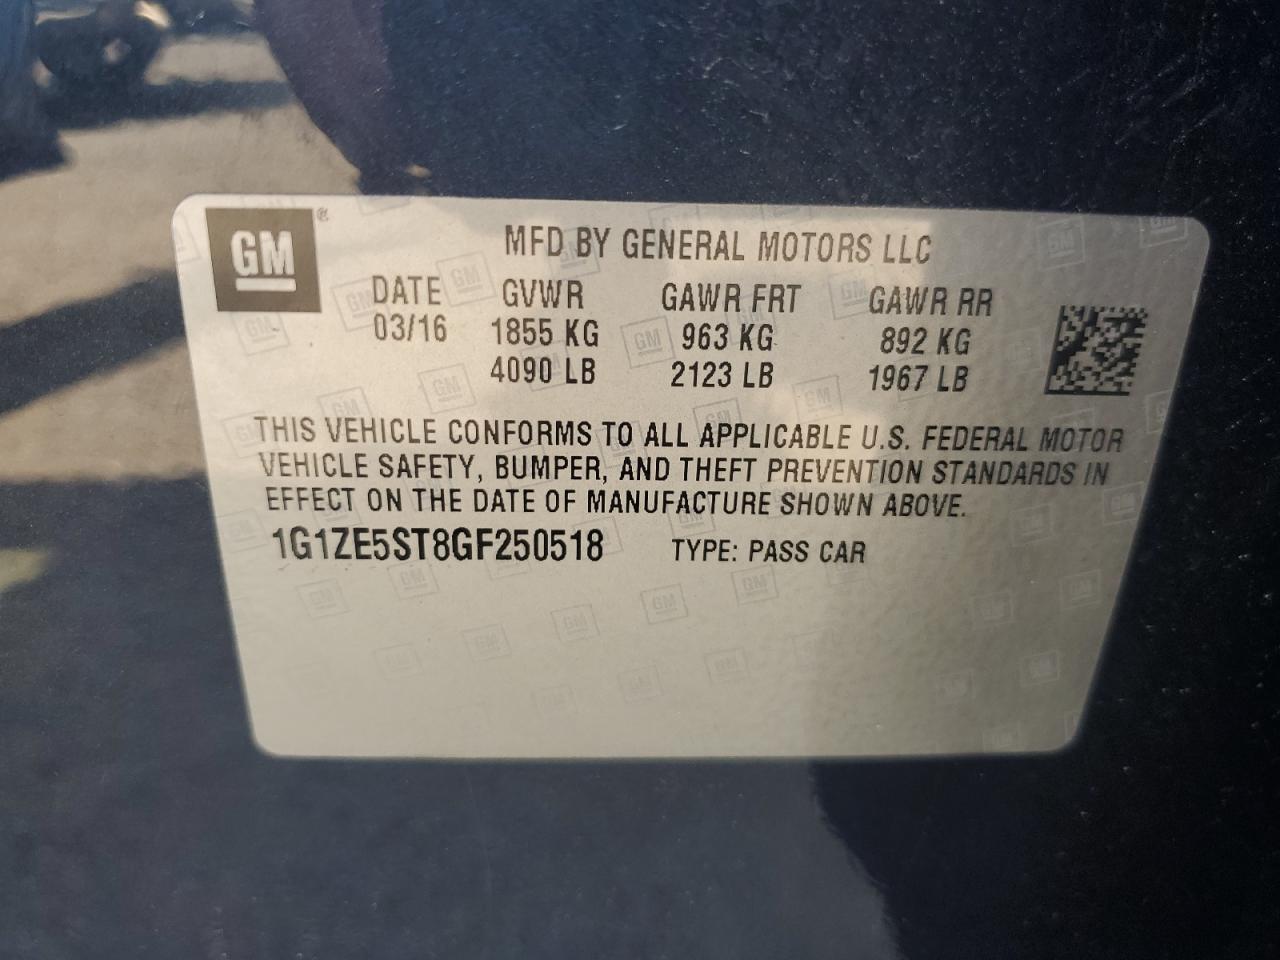 GM®
MFD BY GENERAL MOTORS LLC
DATE GVWR GAWR FRT GAWR RR
03/16 1855 KG 963 KG 892 KG
4090 LB 2123 LB 1967 LB
THIS VEHICLE CONFORMS TO ALL APPLICABLE U.S. FEDERAL MOTOR
VEHICLE SAFETY, BUMPER, AND THEFT PREVENTION STANDARDS IN
EFFECT ON THE DATE OF MANUFACTURE SHOWN ABOVE.
1G1ZE5ST8GF250518 TYPE: PASS CAR